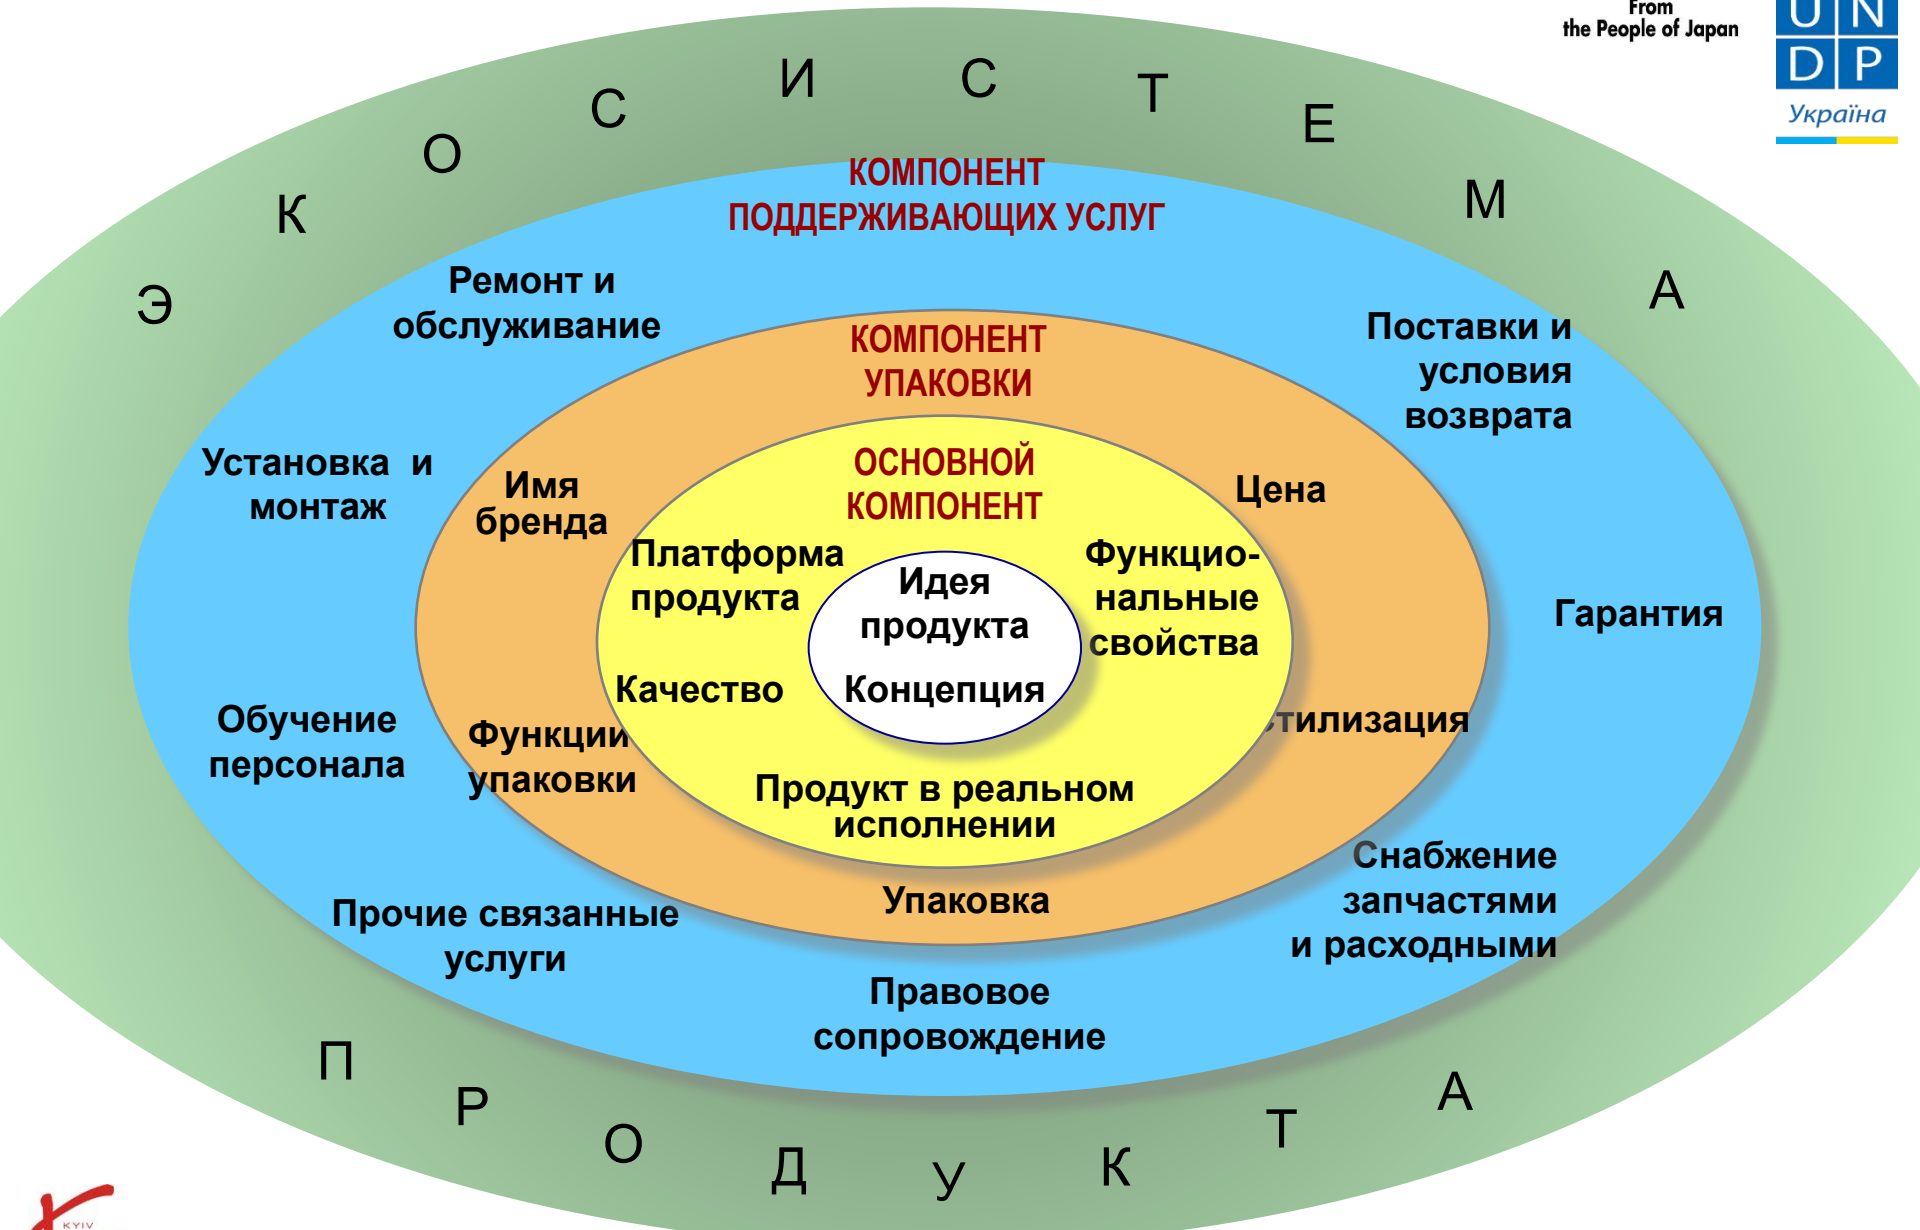 From
the People of Japan
U N
D P
Україна
Э К О С И С Т Е М А
КОМПОНЕНТ
ПОДДЕРЖИВАЮЩИХ УСЛУГ
Ремонт и
обслуживание
Поставки и
условия
возврата
КОМПОНЕНТ
УПАКОВКИ
Установка и
монтаж
Имя
бренда
Цена
ОСНОВНОЙ
КОМПОНЕНТ
Платформа
продукта
Функцио-
нальные
свойства
Идея
продукта
Концепция
Гарантия
Качество
Обучение
персонала
Функции
упаковки
Стилизация
Продукт в реальном
исполнении
Упаковка
Снабжение
запчастями
и расходными
Прочие связанные
услуги
Правовое
сопровождение
П Р О Д У К Т А
KYIV